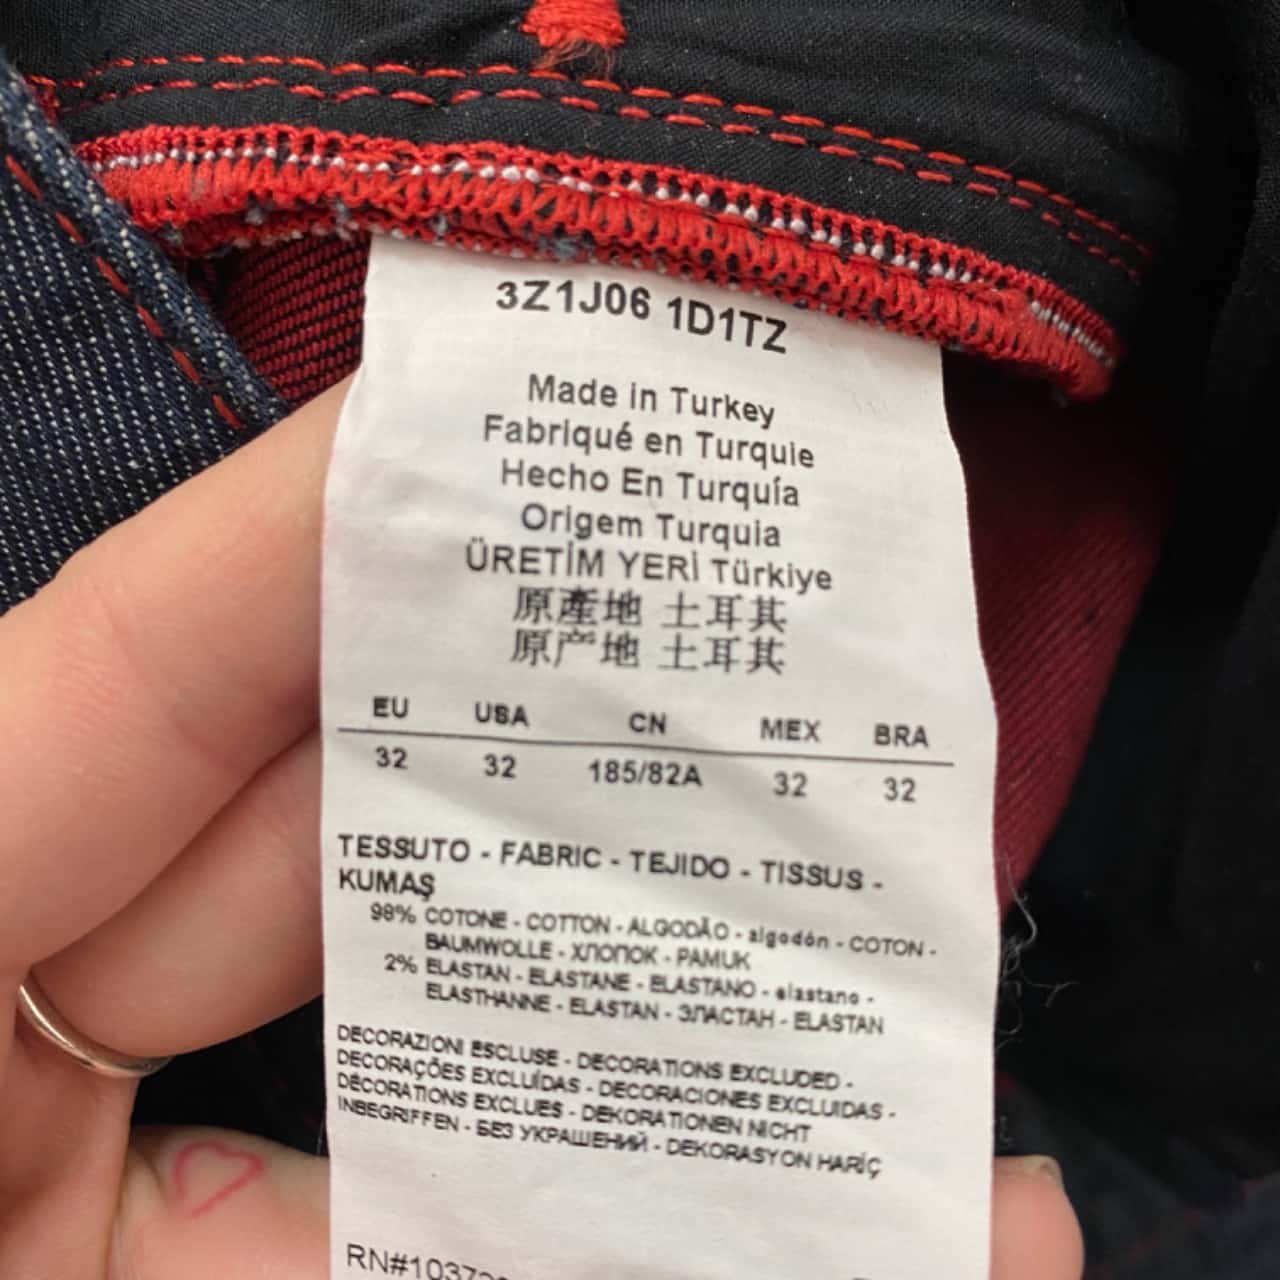 3Z1J06 1D1TZ
Made in Turkey
Fabriqué en Turquie
Hecho En Turquía
Origem Turquia
ÜRETİM YERİ Türkiye
原產地 土耳其
原产地 土耳其
EU USA CN MEX BRA
32 32 185/82A 32 32
TESSUTO - FABRIC - TEJIDO - TISSUS -
KUMAŞ
98% COTONE - COTTON - ALGODÃO - algodón - COTON -
BAUMWOLLE - ХЛОПОК - PAMUK
2% ELASTAN - ELASTANE - ELASTANO - elastano -
ELASTHANNE - ELASTAN - ЭЛАСТАН - ELASTAN
DECORAZIONI ESCLUSE - DECORATIONS EXCLUDED -
DECORAÇÕES EXCLUÍDAS - DECORACIONES EXCLUIDAS -
DÉCORATIONS EXCLUES - DEKORATIONEN NICHT
INBEGRIFFEN - БЕЗ УКРАШЕНИЙ - DEKORASYON HARİÇ